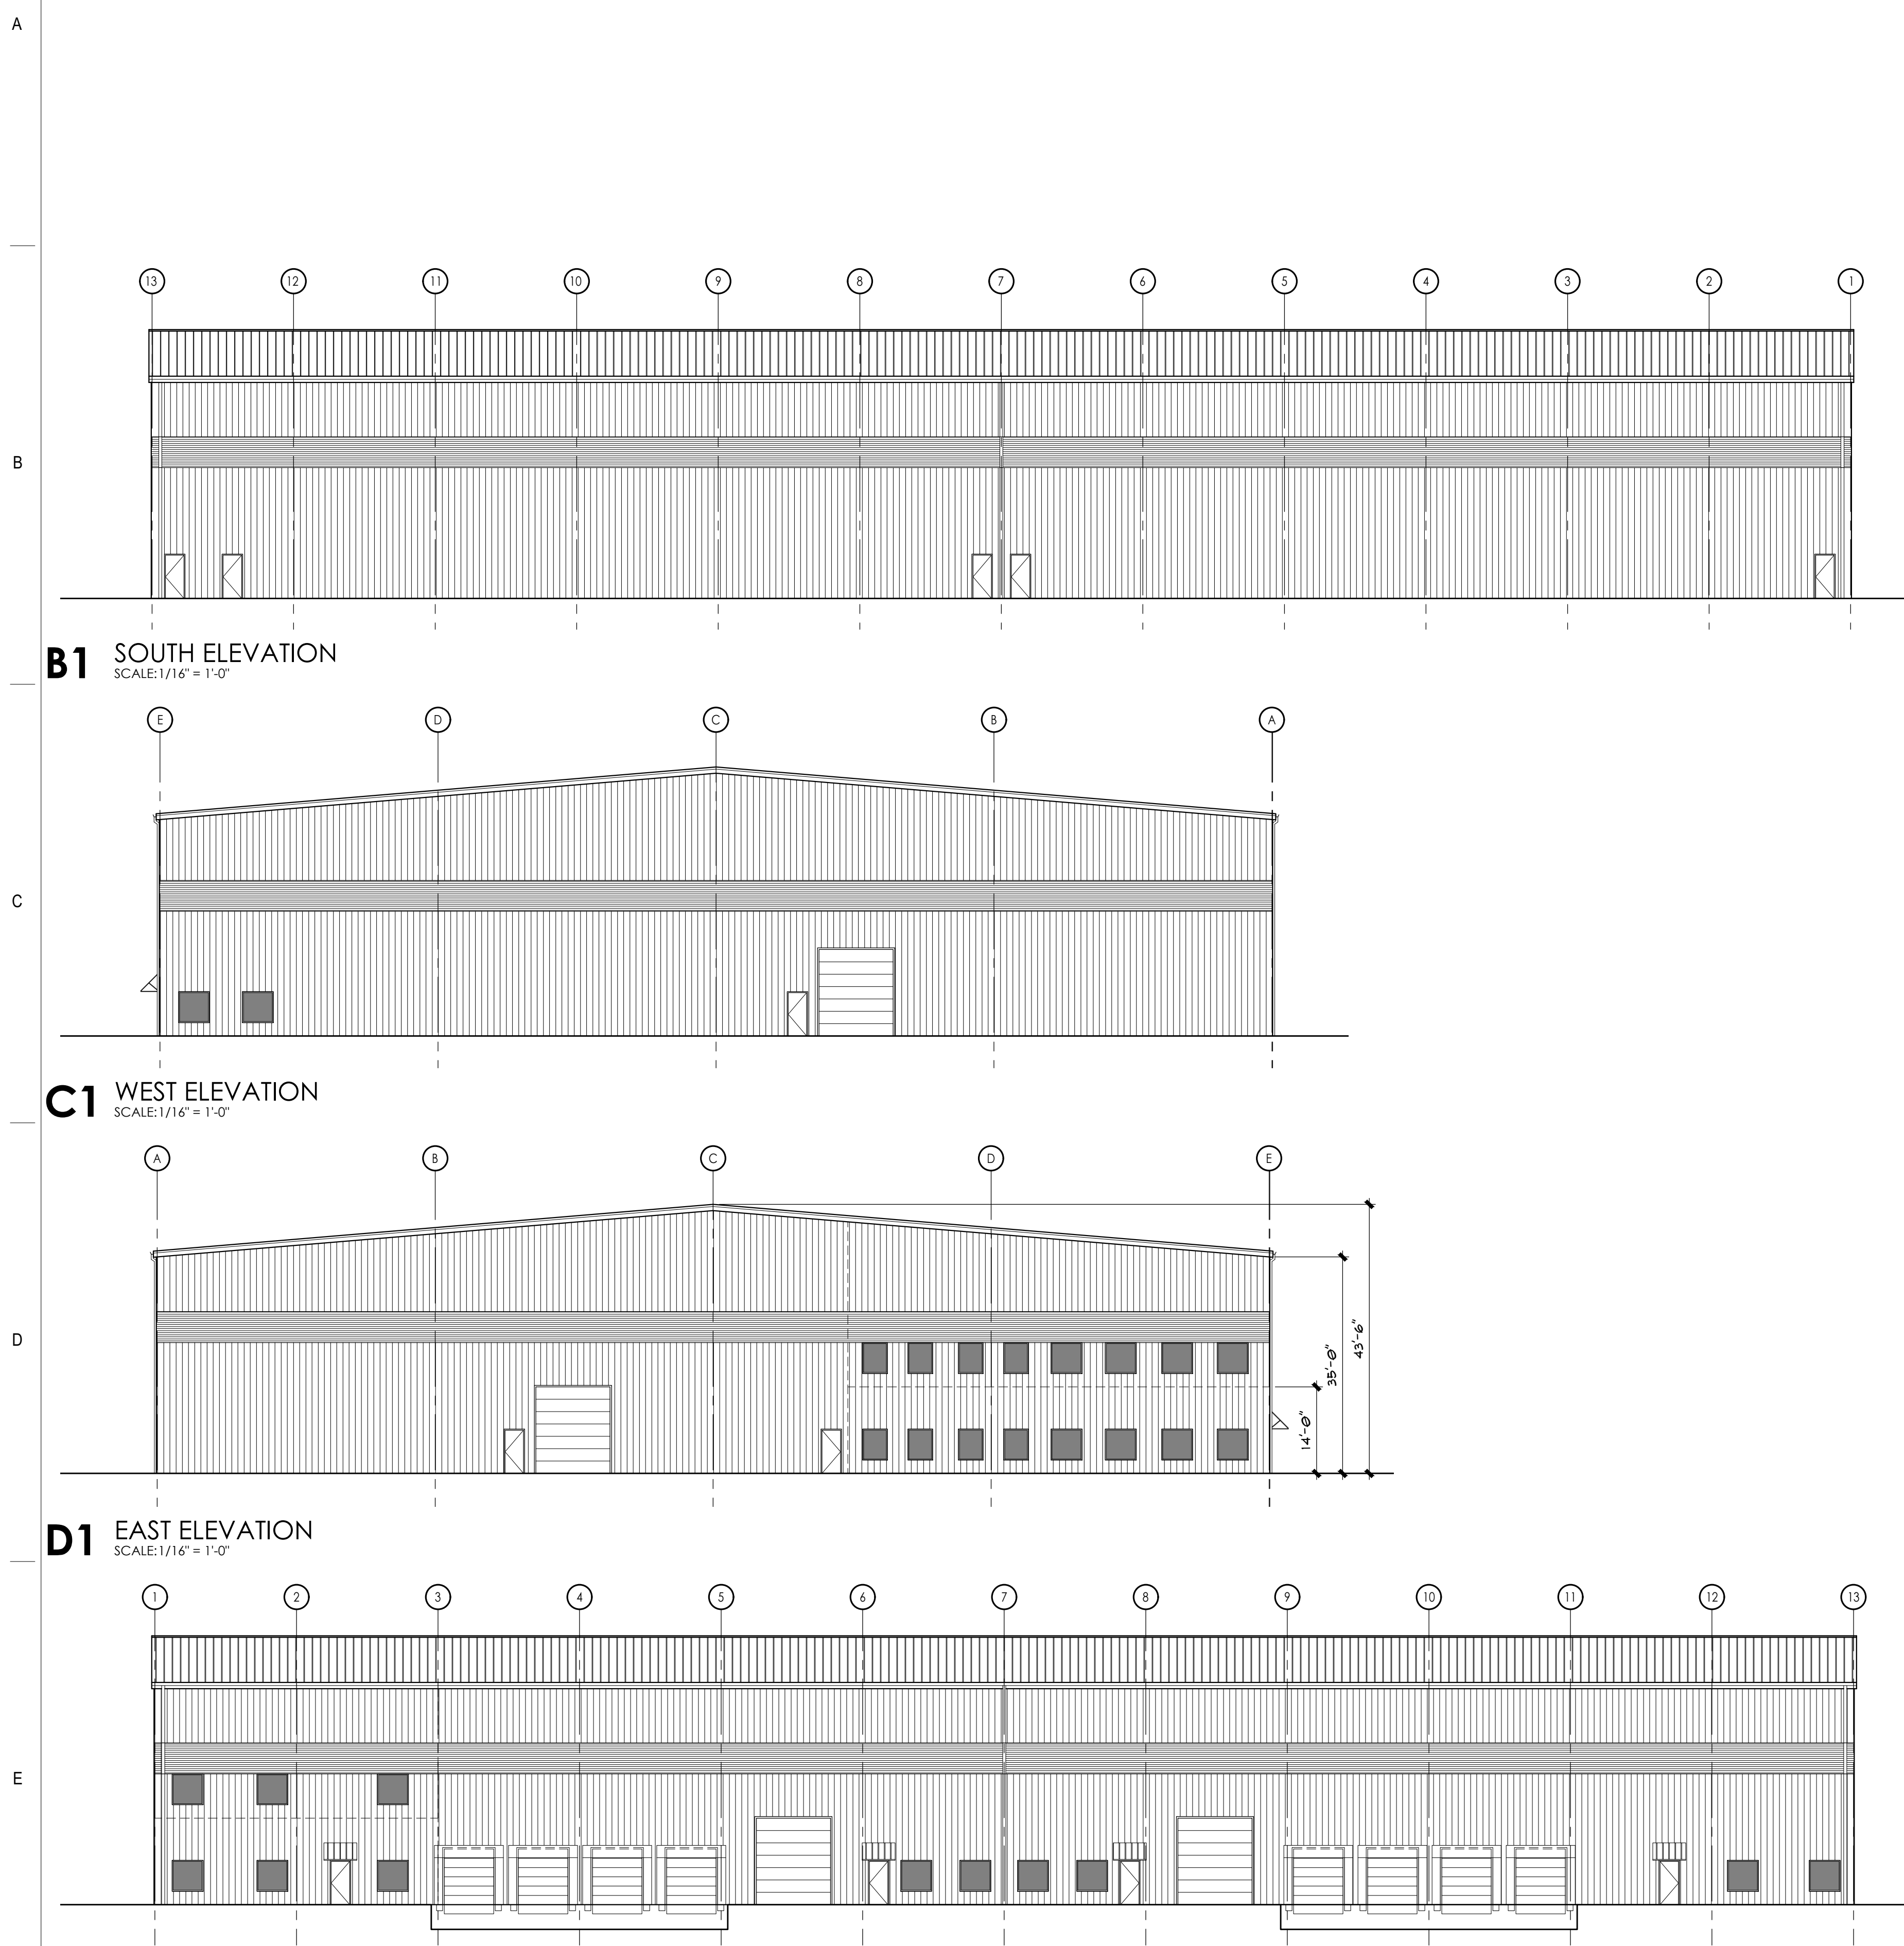 A
13 12 11 10 9 8 7 6 5 4 3 2 1
B
B1 SOUTH ELEVATION
SCALE: 1/16" = 1'-0"
E D C B A
C
C1 WEST ELEVATION
SCALE: 1/16" = 1'-0"
A B C D E
D
14'-0"
35'-0"
43'-6"
D1 EAST ELEVATION
SCALE: 1/16" = 1'-0"
1 2 3 4 5 6 7 8 9 10 11 12 13
E